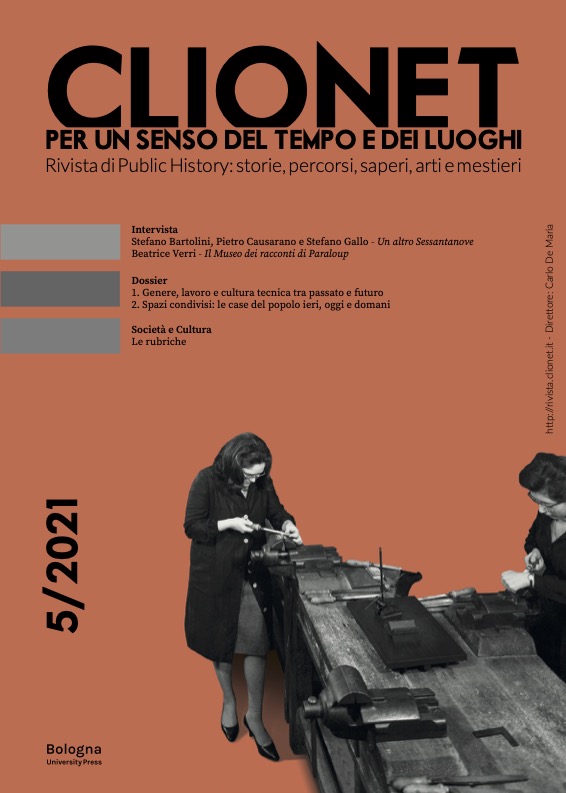 CLIONET
PER UN SENSO DEL TEMPO E DEI LUOGHI
Rivista di Public History: storie, percorsi, saperi, arti e mestieri
Intervista
Stefano Bartolini, Pietro Causarano e Stefano Gallo - Un altro Sessantanove
Beatrice Verri - Il Museo dei racconti di Paraloup
Dossier
1. Genere, lavoro e cultura tecnica tra passato e futuro
2. Spazi condivisi: le case del popolo ieri, oggi e domani
Società e Cultura
Le rubriche
http://rivista.clionet.it - Direttore: Carlo De Maria
5/2021
Bologna
University Press